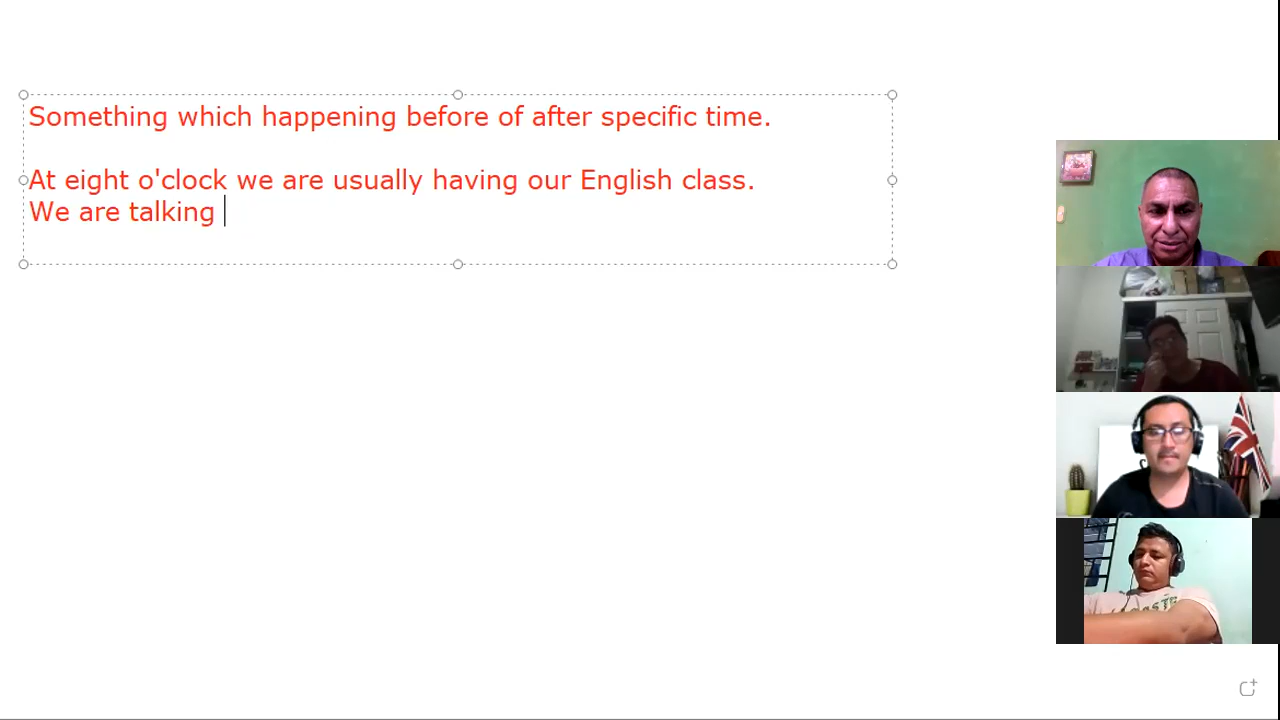 Something which happening before of after specific time.
At eight o'clock we are usually having our English class.
We are talking